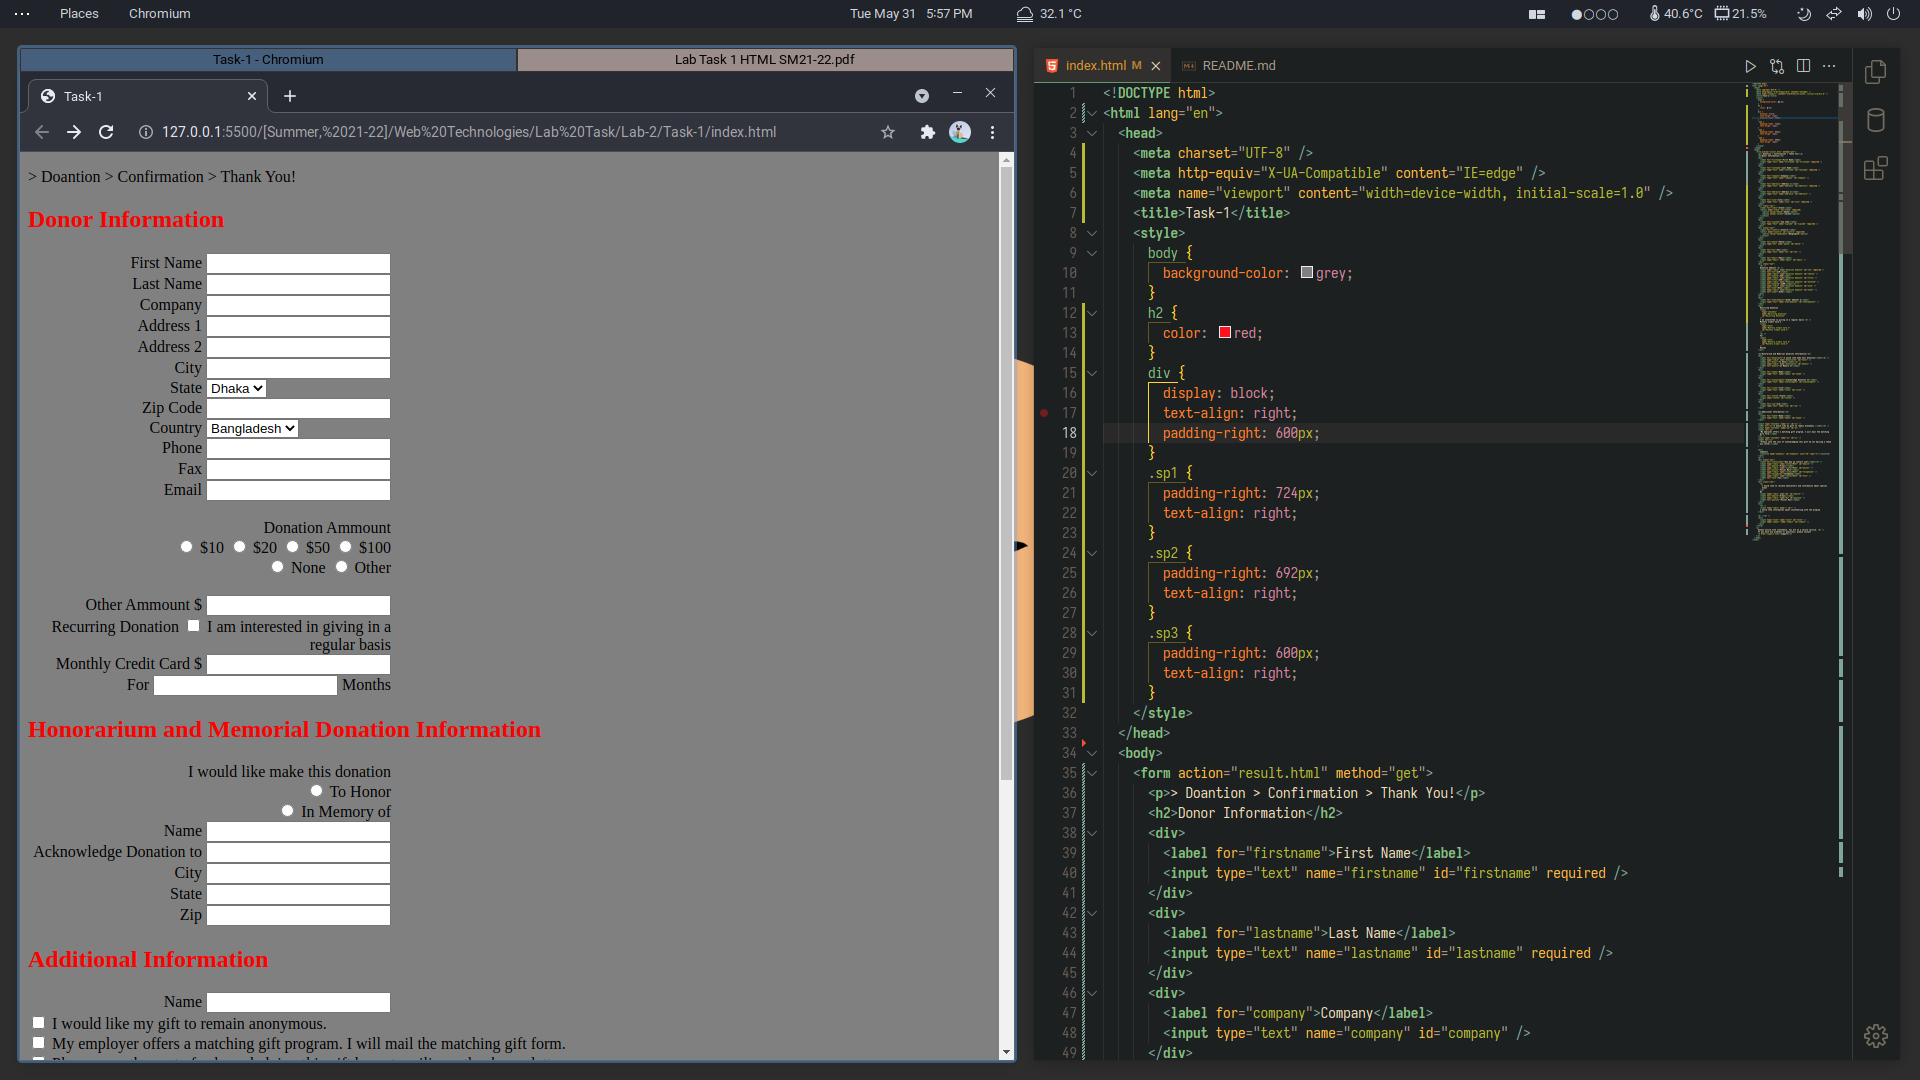 Places Chromium Tue May 31 5:57 PM 32.1 °C 40.6°C 21.5%
Task-1 - Chromium Lab Task 1 HTML SM21-22.pdf
Task-1
127.0.0.1:5500/[Summer,%2021-22]/Web%20Technologies/Lab%20Task/Lab-2/Task-1/index.html
> Doantion > Confirmation > Thank You!
Donor Information
First Name
Last Name
Company
Address 1
Address 2
City
State Dhaka
Zip Code
Country Bangladesh
Phone
Fax
Email
Donation Ammount
$10 $20 $50 $100
None Other
Other Ammount $
Recurring Donation I am interested in giving in a
regular basis
Monthly Credit Card $
For Months
Honorarium and Memorial Donation Information
I would like make this donation
To Honor
In Memory of
Name
Acknowledge Donation to
City
State
Zip
Additional Information
Name
I would like my gift to remain anonymous.
My employer offers a matching gift program. I will mail the matching gift form.
index.html M README.md
1 <!DOCTYPE html>
2 <html lang="en">
3 <head>
4 <meta charset="UTF-8" />
5 <meta http-equiv="X-UA-Compatible" content="IE=edge" />
6 <meta name="viewport" content="width=device-width, initial-scale=1.0" />
7 <title>Task-1</title>
8 <style>
9 body {
10 background-color: grey;
11 }
12 h2 {
13 color: red;
14 }
15 div {
16 display: block;
17 text-align: right;
18 padding-right: 600px;
19 }
20 .sp1 {
21 padding-right: 724px;
22 text-align: right;
23 }
24 .sp2 {
25 padding-right: 692px;
26 text-align: right;
27 }
28 .sp3 {
29 padding-right: 600px;
30 text-align: right;
31 }
32 </style>
33 </head>
34 <body>
35 <form action="result.html" method="get">
36 <p>> Doantion > Confirmation > Thank You!</p>
37 <h2>Donor Information</h2>
38 <div>
39 <label for="firstname">First Name</label>
40 <input type="text" name="firstname" id="firstname" required />
41 </div>
42 <div>
43 <label for="lastname">Last Name</label>
44 <input type="text" name="lastname" id="lastname" required />
45 </div>
46 <div>
47 <label for="company">Company</label>
48 <input type="text" name="company" id="company" />
49 </div>